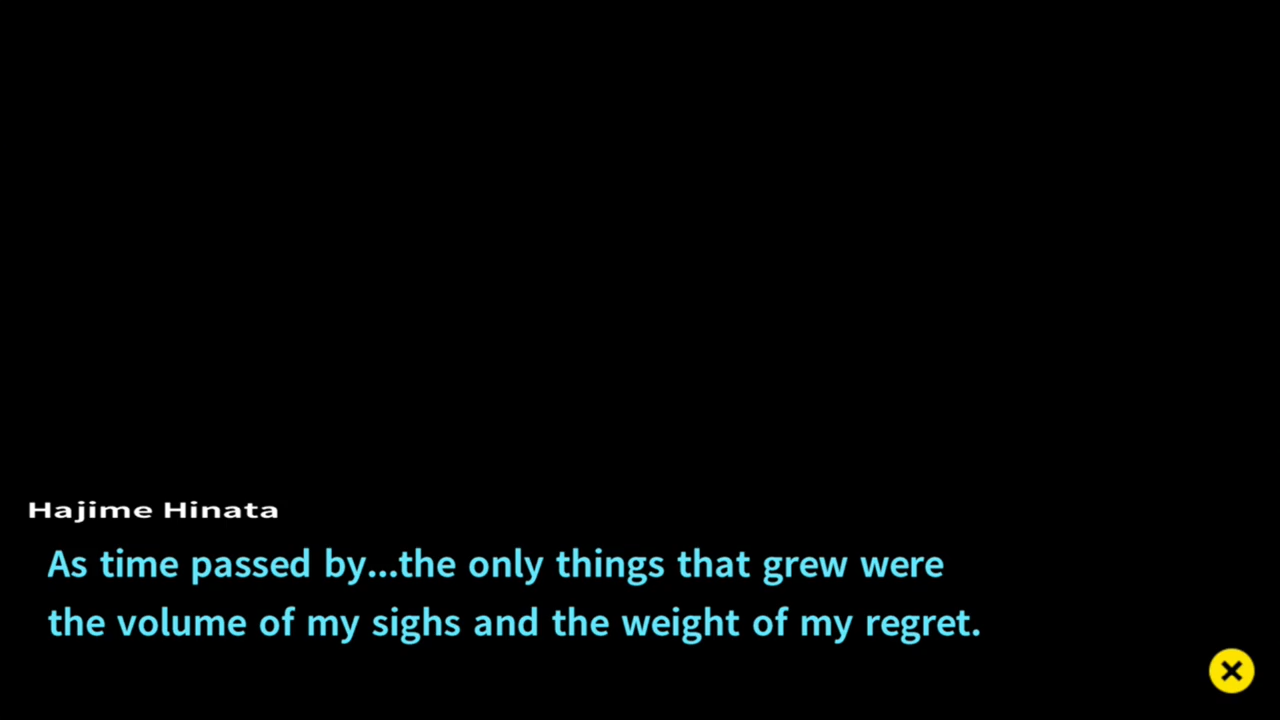 Hajime Hinata
As time passed by...the only things that grew were
the volume of my sighs and the weight of my regret.